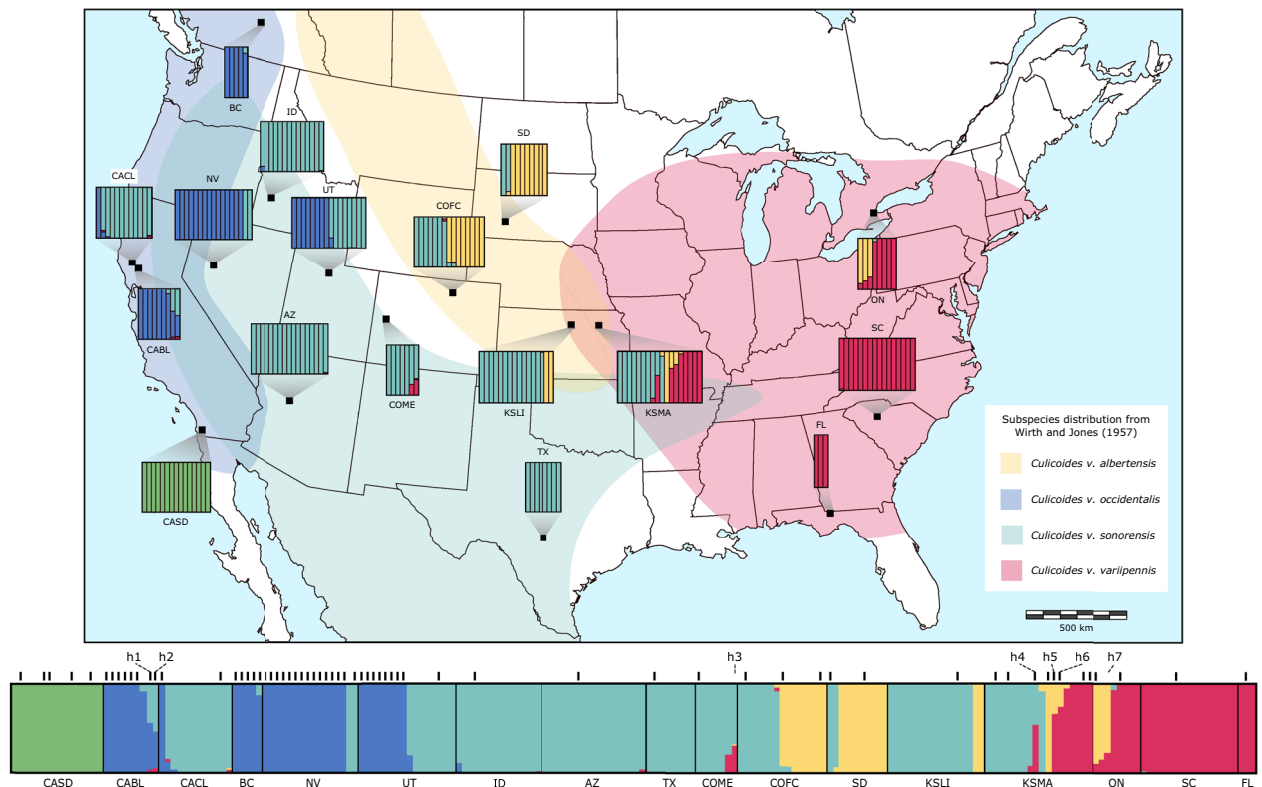 BC
ID
SD
CACL
NV
UT
COFC
ON
CABL
AZ
SC
COME
KSLI
KSMA
FL
TX
CASD
Subspecies distribution from
Wirth and Jones (1957)
Culicoides v. albertensis
Culicoides v. occidentalis
Culicoides v. sonorensis
Culicoides v. variipennis
500 km
h1 h2 h3 h4 h5 h6 h7
CASD CABL CACL BC NV UT ID AZ TX COME COFC SD KSLI KSMA ON SC FL